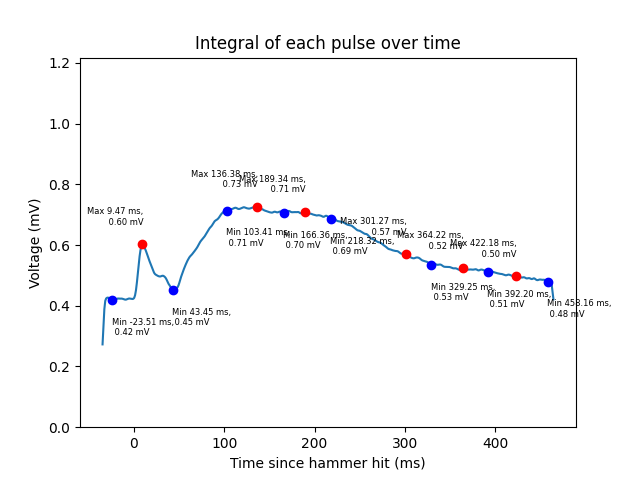 Integral of each pulse over time
Voltage (mV)
1.2
1.0
0.8
0.6
0.4
0.2
0.0
Max 9.47 ms,
0.60 mV
Max 136.38 ms,
0.73 mV
Max 189.34 ms,
0.71 mV
Max 301.27 ms,
0.57 mV
Max 364.22 ms,
0.52 mV
Max 422.18 ms,
0.50 mV
Min -23.51 ms,
0.42 mV
Min 43.45 ms,
0.45 mV
Min 103.41 ms,
0.71 mV
Min 166.36 ms,
0.70 mV
Min 218.32 ms,
0.69 mV
Min 329.25 ms,
0.53 mV
Min 392.20 ms,
0.51 mV
Min 458.16 ms,
0.48 mV
0
100
200
300
400
Time since hammer hit (ms)